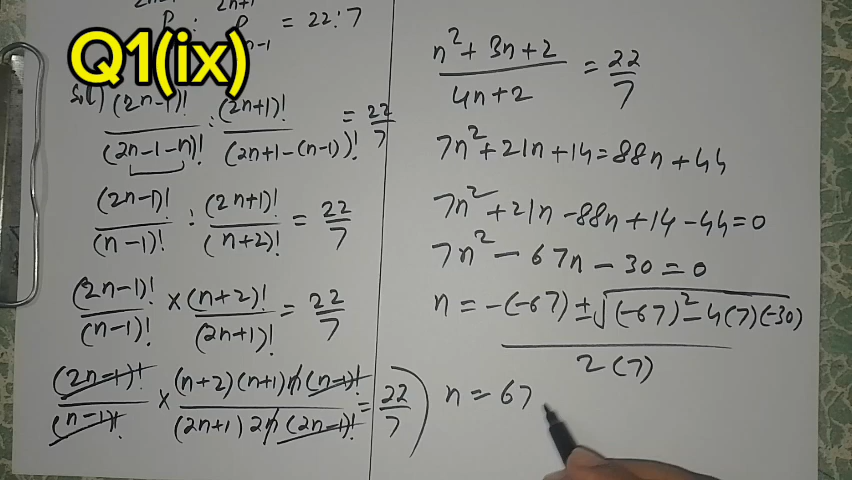 2n+1
P : P = 22:7
n-1
Q1(ix)
Sol) (2n-1)!/(2n-1-n)! : (2n+1)!/(2n+1-(n-1))! = 22/7
(2n-1)!/(n-1)! : (2n+1)!/(n+2)! = 22/7
(2n-1)!/(n-1)! × (n+2)!/(2n+1)! = 22/7
(2n-1)!/(n-1)! × (n+2)(n+1)n(n-1)!/(2n+1)2n(2n-1)! = 22/7
n²+3n+2/4n+2 = 22/7
7n²+21n+14=88n+44
7n²+21n-88n+14-44=0
7n²-67n-30=0
n = -(-67)±√(-67)²-4(7)(-30)/2(7)
n = 67